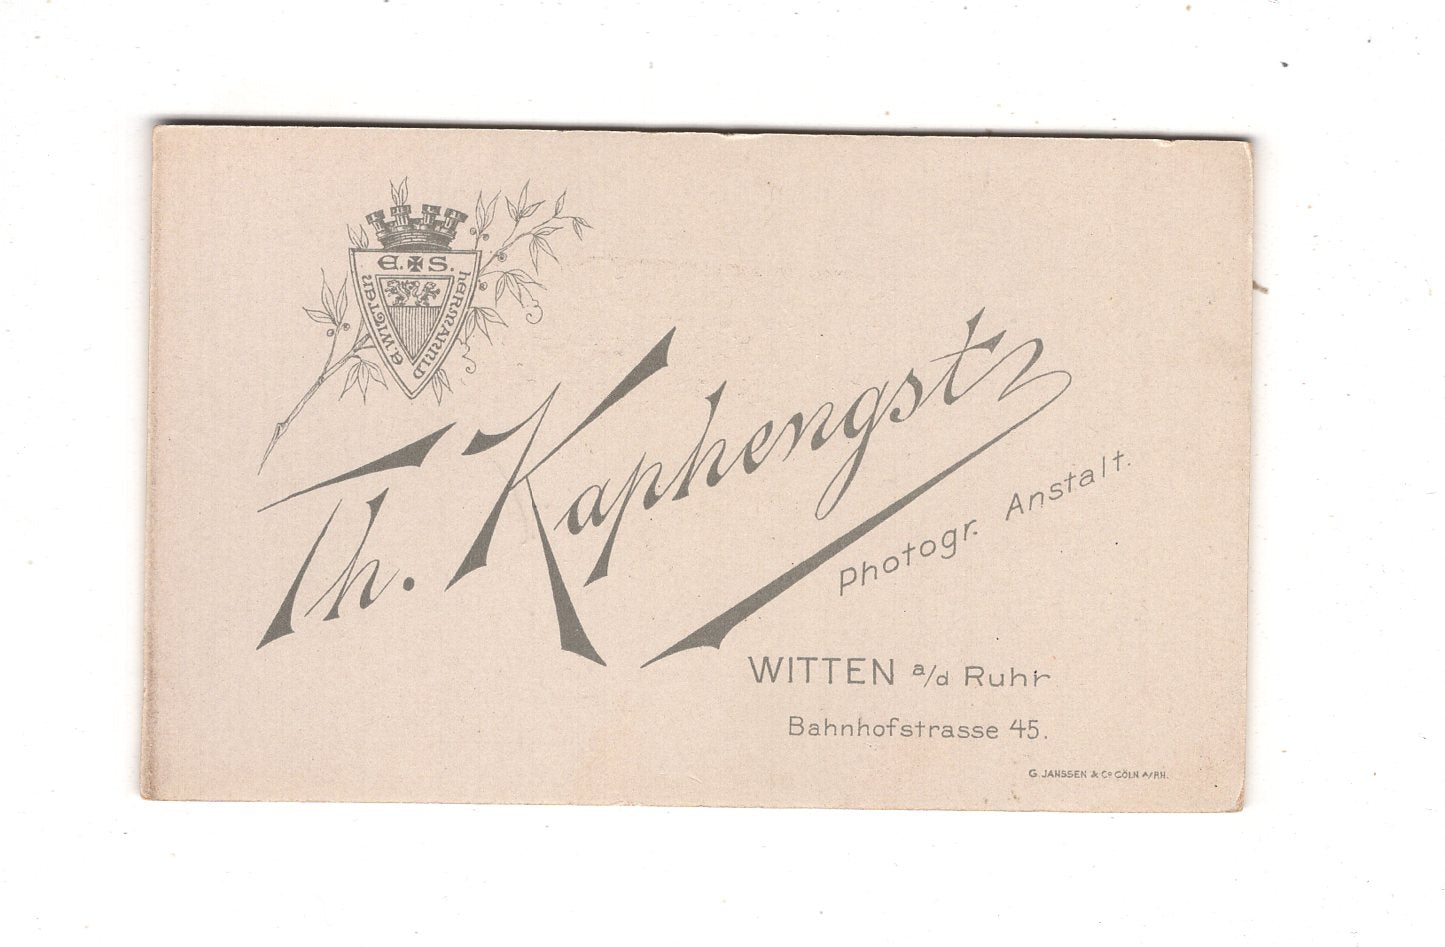 E. ✠ S.
Th. Kaphengst
Photogr. Anstalt.
WITTEN a/d Ruhr
Bahnhofstrasse 45.
G. JANSSEN & Co CÖLN A/RH.